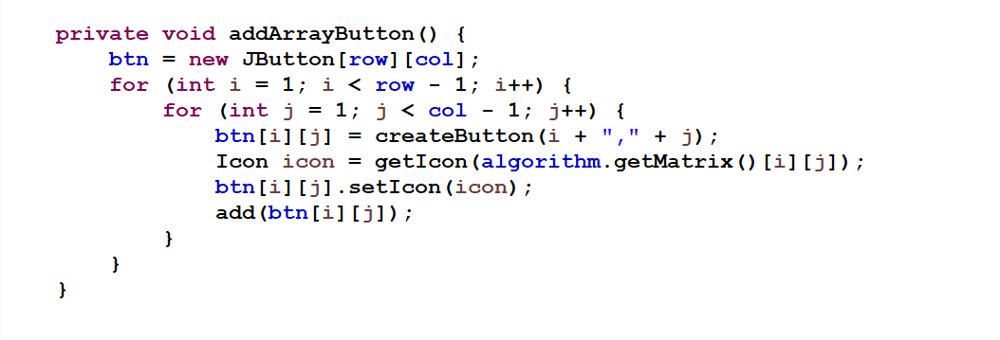 private void addArrayButton() {
btn = new JButton[row][col];
for (int i = 1; i < row - 1; i++) {
for (int j = 1; j < col - 1; j++) {
btn[i][j] = createButton(i + "," + j);
Icon icon = getIcon(algorithm.getMatrix()[i][j]);
btn[i][j].setIcon(icon);
add(btn[i][j]);
}
}
}